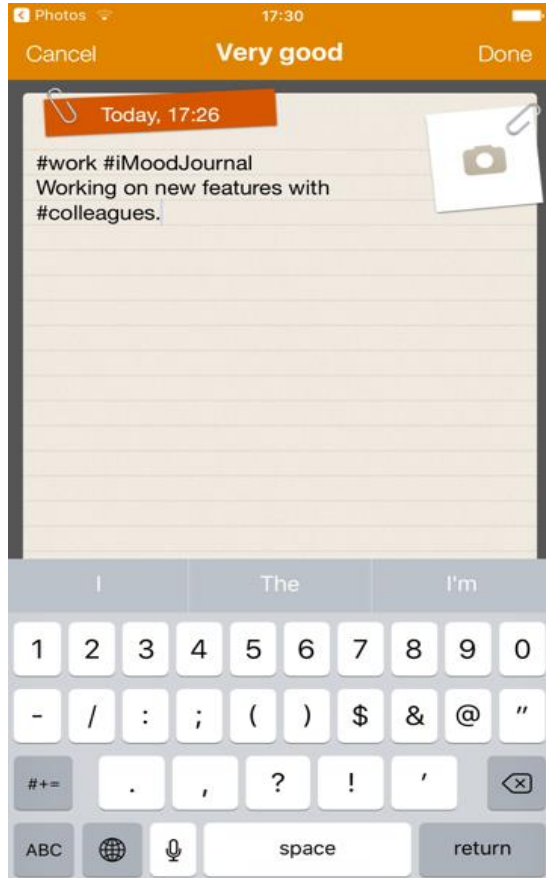 Photos 17:30
Cancel Very good Done
Today, 17:26
#work #iMoodJournal
Working on new features with
#colleagues.
I The I'm
1 2 3 4 5 6 7 8 9 0
- / : ; ( ) $ & @ "
#+= . , ? ! '
ABC space return